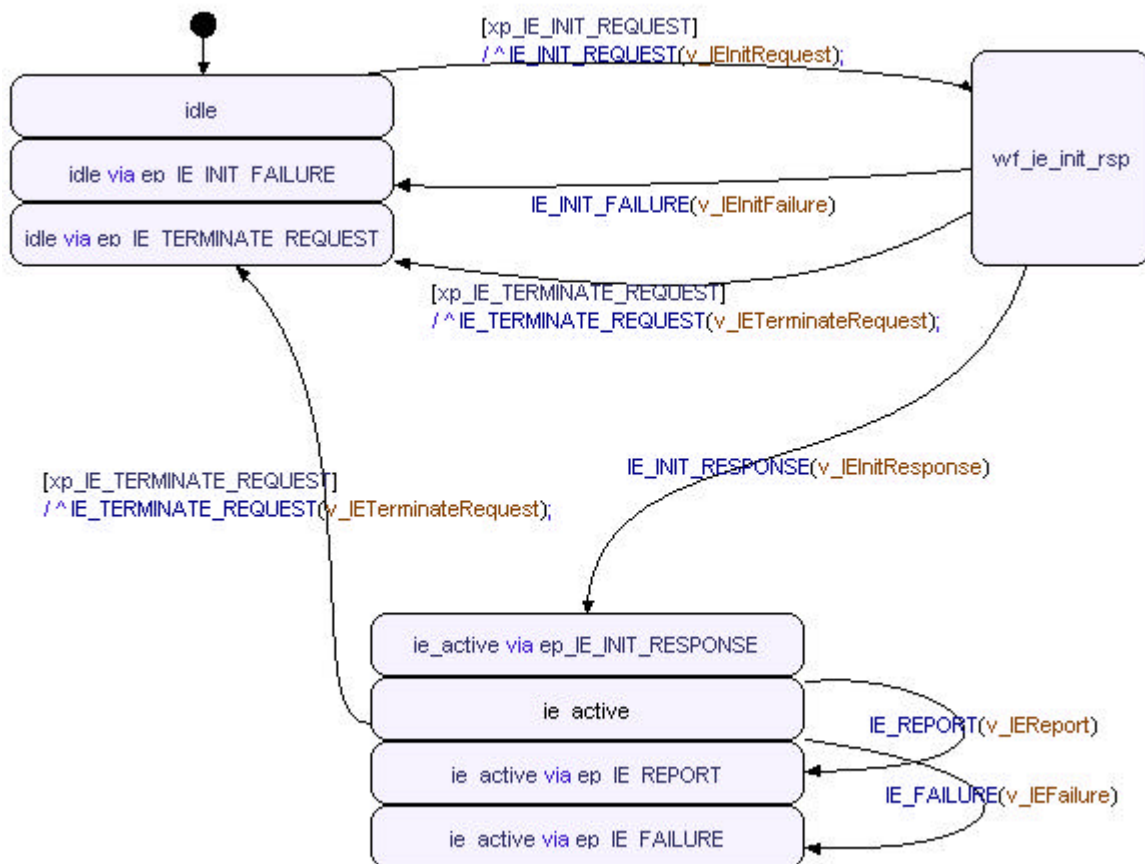 [xp_IE_INIT_REQUEST]
/ ^ IE_INIT_REQUEST(v_IEInitRequest);
idle
wf_ie_init_rsp
idle via ep_IE_INIT_FAILURE
IE_INIT_FAILURE(v_IEInitFailure)
idle via ep_IE_TERMINATE_REQUEST
[xp_IE_TERMINATE_REQUEST]
/ ^ IE_TERMINATE_REQUEST(v_IETerminateRequest);
IE_INIT_RESPONSE(v_IEInitResponse)
[xp_IE_TERMINATE_REQUEST]
/ ^ IE_TERMINATE_REQUEST(v_IETerminateRequest);
ie_active via ep_IE_INIT_RESPONSE
ie_active
IE_REPORT(v_IEReport)
ie_active via ep_IE_REPORT
IE_FAILURE(v_IEFailure)
ie_active via ep_IE_FAILURE